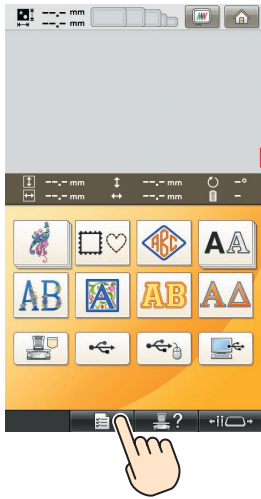 --.- mm
--.- mm
--.- mm --.- mm --°
--.- mm --.- mm -
ABC AA
AB A AB AΔ
?